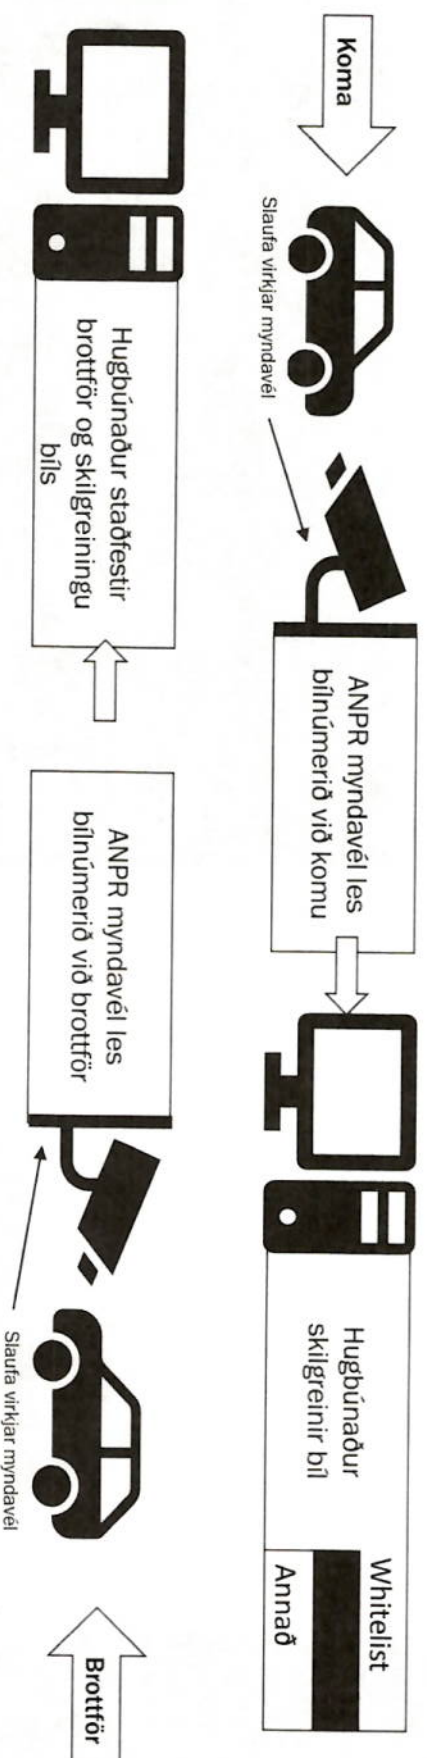 Koma
Slaufa virkjar myndavél
ANPR myndavél les
bílnúmerið við komu
Hugbúnaður
skilgreinir bíl
Whitelist
Annað
Hugbúnaður staðfestir
brottför og skilgreiningu
bíls
ANPR myndavél les
bílnúmerið við brottför
Slaufa virkjar myndavél
Brottför